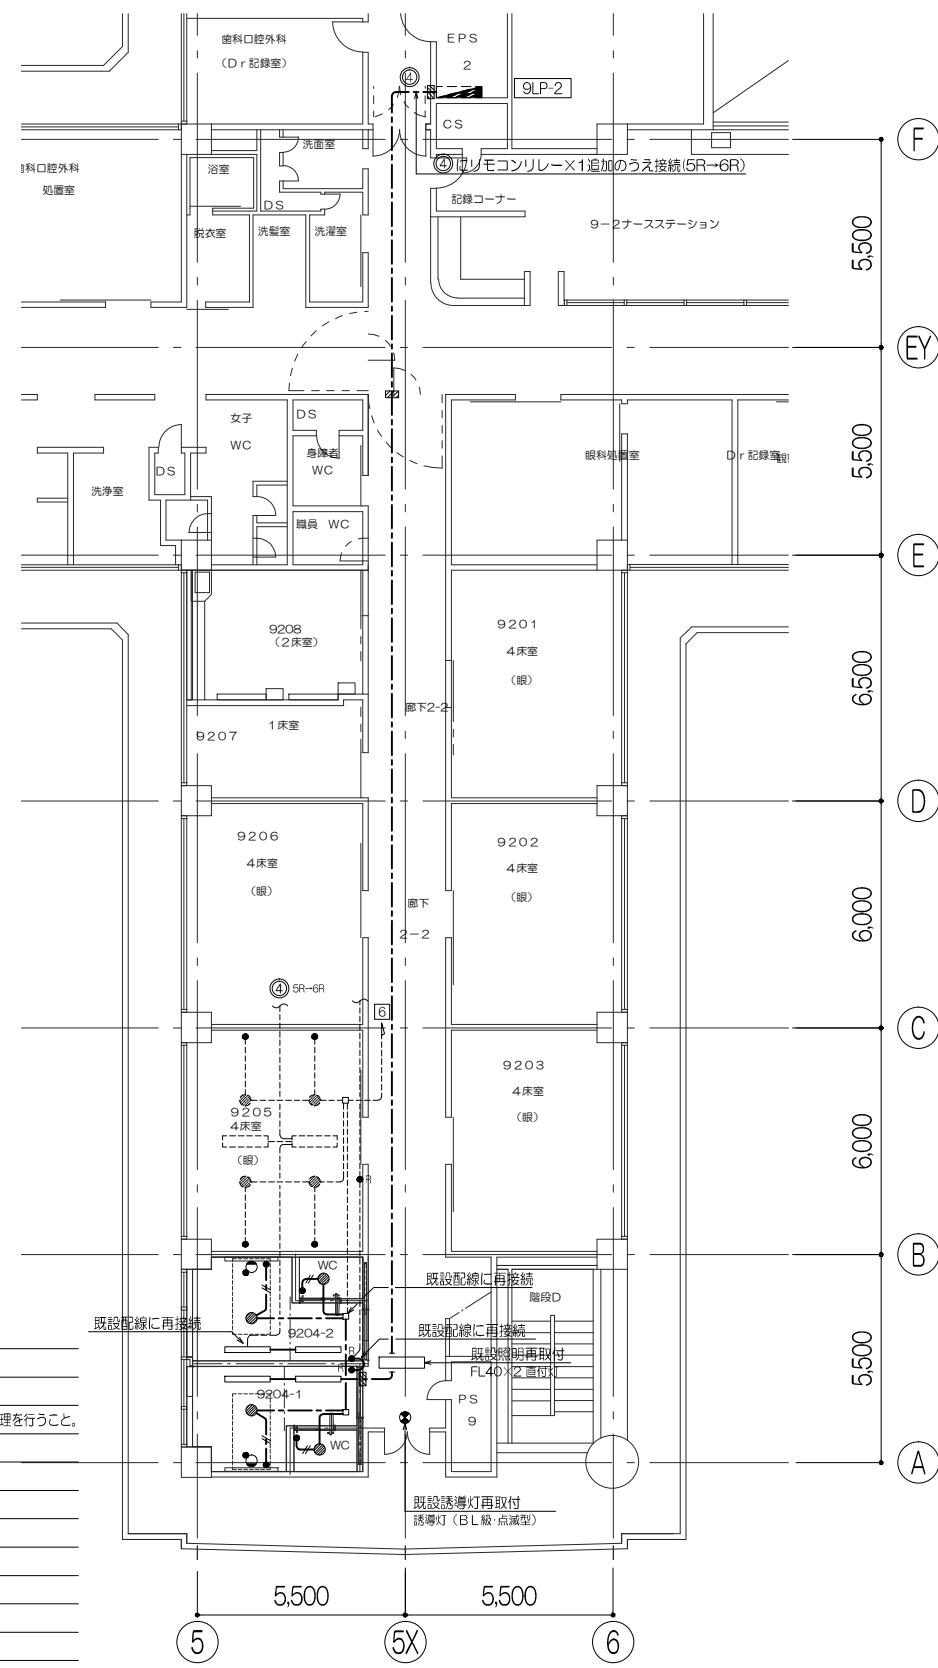 歯科口腔外科
(Dr記録室)
EPS
2
④
9LP-2
CS
F
④にリモコンリレー×1追加のうえ接続(5R→6R)
洗面室
歯科口腔外科
処置室
浴室
DS
記録コーナー
脱衣室
洗髪室
洗濯室
9-2ナースステーション
5,500
EY
女子
WC
DS
身障者
WC
眼科処置室
Dr記録室
5,500
DS
洗浄室
職員 WC
E
9208
(2床室)
9201
4床室
(眼)
6,500
廊下2-2
1床室
9207
D
9206
4床室
(眼)
9202
4床室
(眼)
廊下
2-2
6,000
④ 5R→6R
6
C
9205
4床室
(眼)
9203
4床室
(眼)
6,000
R
B
WC
既設配線に再接続
階段D
既設配線に再接続
9204-2
既設配線に再接続
R
R
既設照明再取付
FL40×2 直付灯
5,500
9204-1
PS
9
理を行うこと。
WC
A
既設誘導灯再取付
誘導灯(BL級・点滅型)
5,500
5,500
5
5X
6